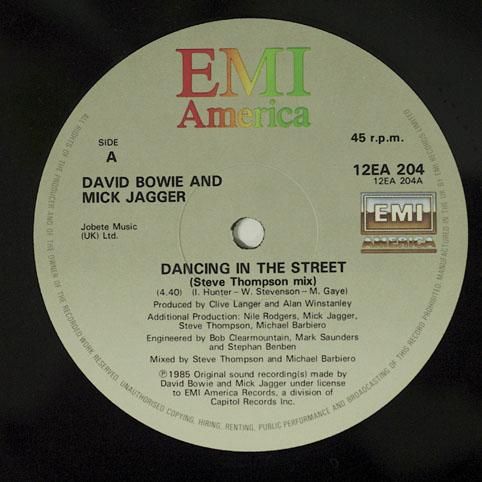 EMI
America
SIDE
A
45 r.p.m.
DAVID BOWIE AND
MICK JAGGER
12EA 204
12EA 204A
Jobete Music
(UK) Ltd.
EMI
AMERICA
DANCING IN THE STREET
(Steve Thompson mix)
(4.40) (I. Hunter – W. Stevenson – M. Gaye)
Produced by Clive Langer and Alan Winstanley
Additional Production: Nile Rodgers, Mick Jagger,
Steve Thompson, Michael Barbiero
Engineered by Bob Clearmountain, Mark Saunders
and Stephan Benben
Mixed by Steve Thompson and Michael Barbiero
℗1985 Original sound recording(s) made by
David Bowie and Mick Jagger under license
to EMI America Records, a division of
Capitol Records Inc.
ALL RIGHTS OF THE PRODUCER AND OF THE OWNER OF THE RECORDED WORK RESERVED. UNAUTHORISED COPYING, HIRING, RENTING, PUBLIC PERFORMANCE AND BROADCASTING OF THIS RECORD PROHIBITED. MANUFACTURED IN THE UK BY EMI RECORDS LIMITED